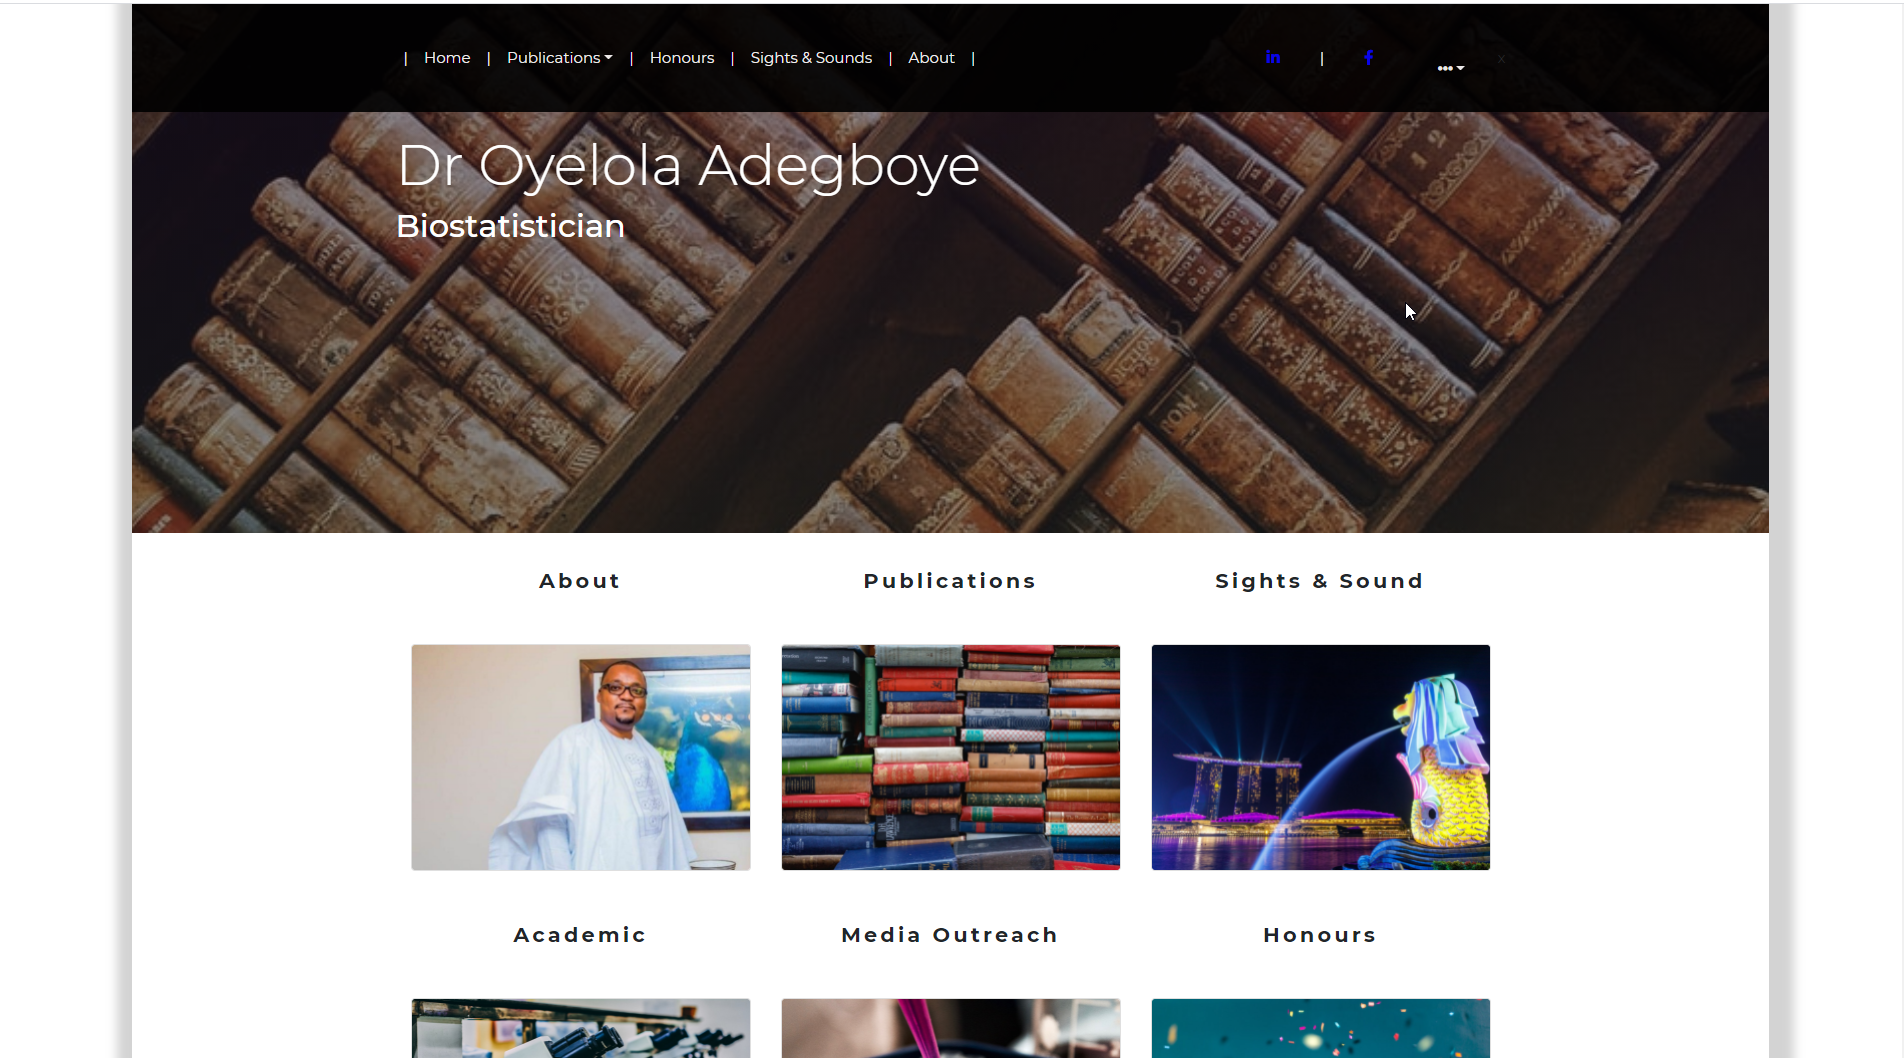 | Home | Publications | Honours | Sights & Sounds | About |
in | f ••• x
Dr Oyelola Adegboye
Biostatistician
About Publications Sights & Sound
Academic Media Outreach Honours